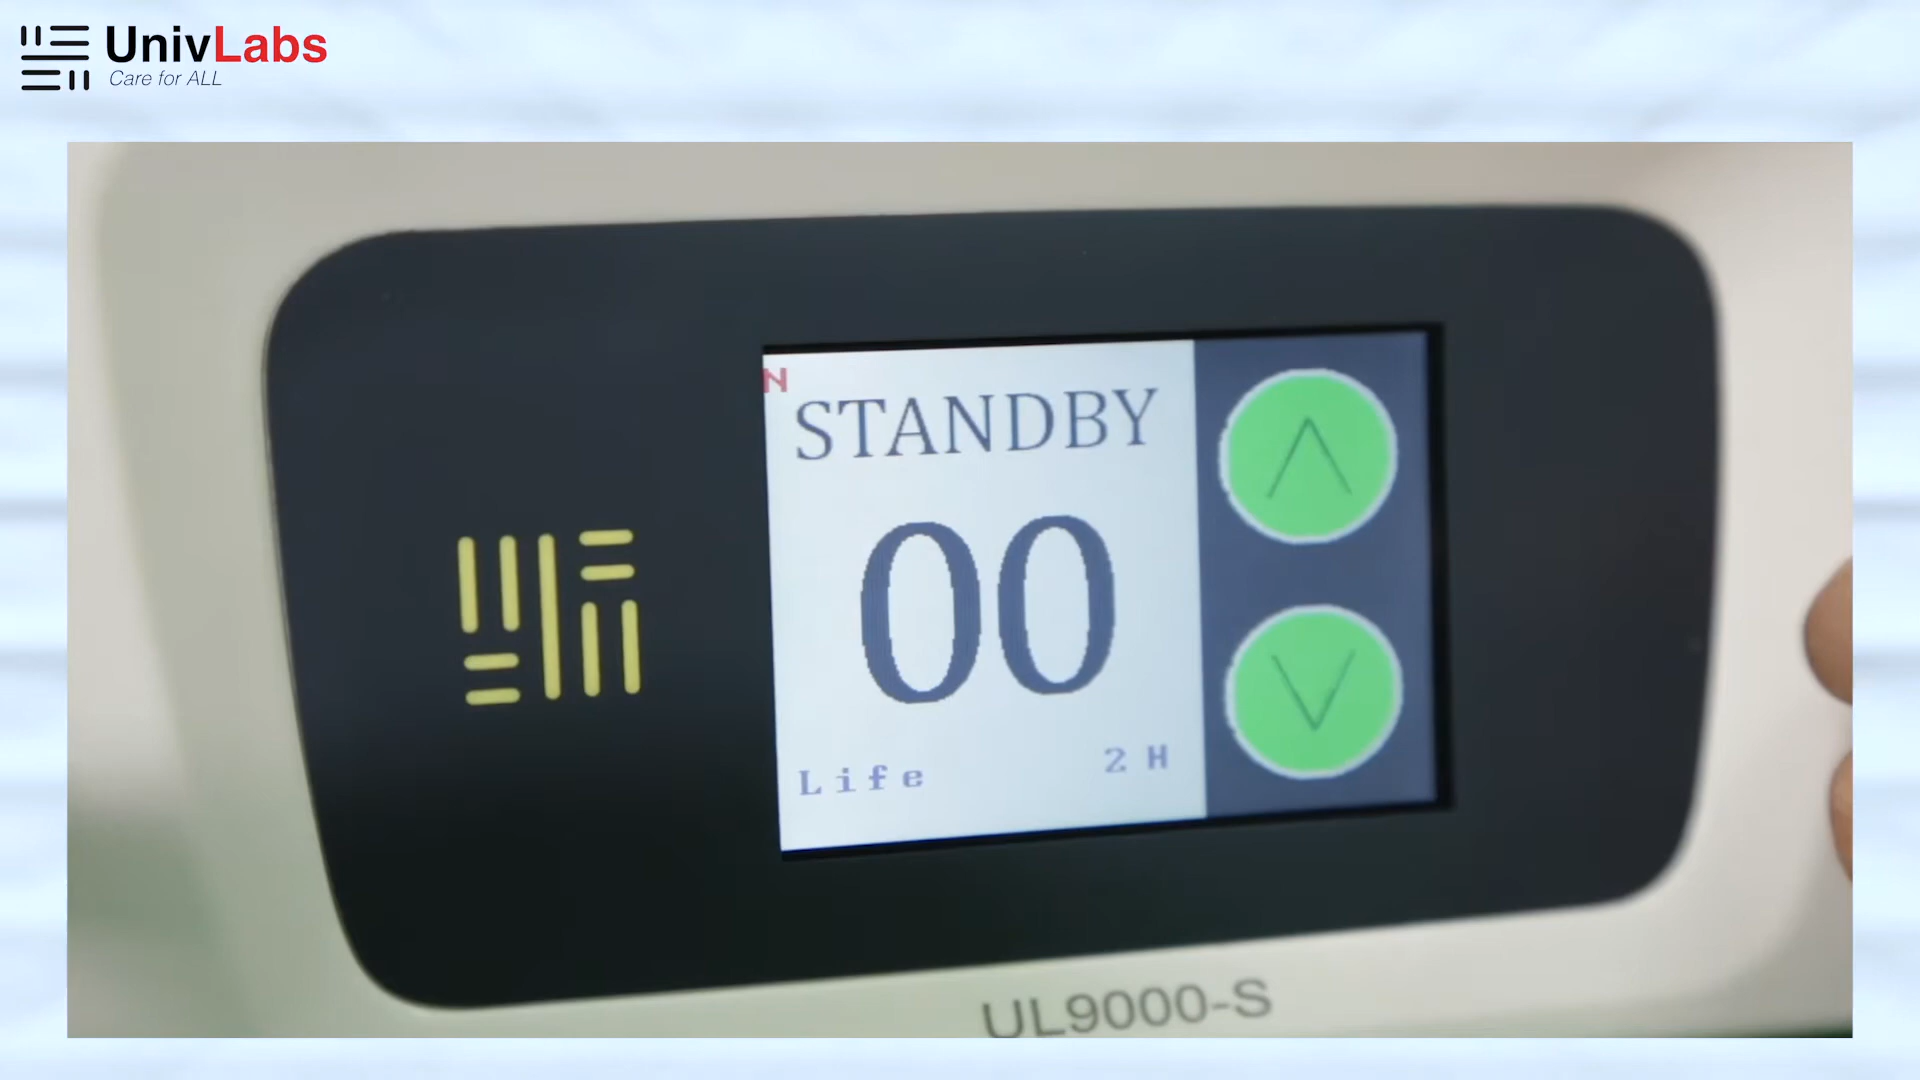 UnivLabs
Care for ALL
N
STANDBY
00
Life 2 H
UL9000-S